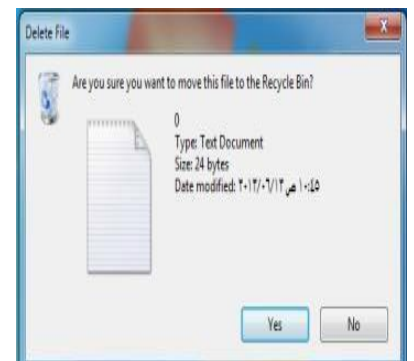 Delete File
Are you sure you want to move this file to the Recycle Bin?
0
Type: Text Document
Size: 24 bytes
Date modified: ٢٠١٣/٠٦/١٣ ص ١٠:٤٥
Yes
No